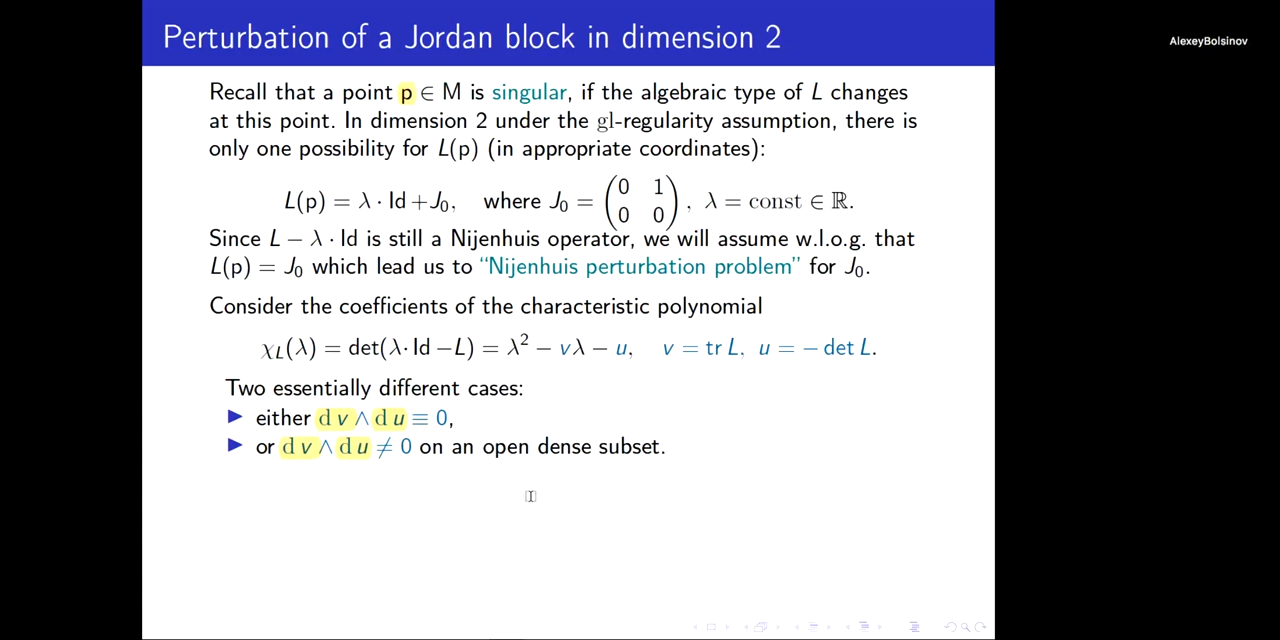 Perturbation of a Jordan block in dimension 2
AlexeyBolsinov
Recall that a point p ∈ M is singular, if the algebraic type of L changes
at this point. In dimension 2 under the gl-regularity assumption, there is
only one possibility for L(p) (in appropriate coordinates):
L(p) = λ · Id + J₀, where J₀ = (0 1
0 0), λ = const ∈ ℝ.
Since L − λ · Id is still a Nijenhuis operator, we will assume w.l.o.g. that
L(p) = J₀ which lead us to “Nijenhuis perturbation problem” for J₀.
Consider the coefficients of the characteristic polynomial
χ_L(λ) = det(λ· Id −L) = λ² − vλ − u, v = tr L, u = − det L.
Two essentially different cases:
▶ either d v ∧ d u ≡ 0,
▶ or d v ∧ d u ≠ 0 on an open dense subset.